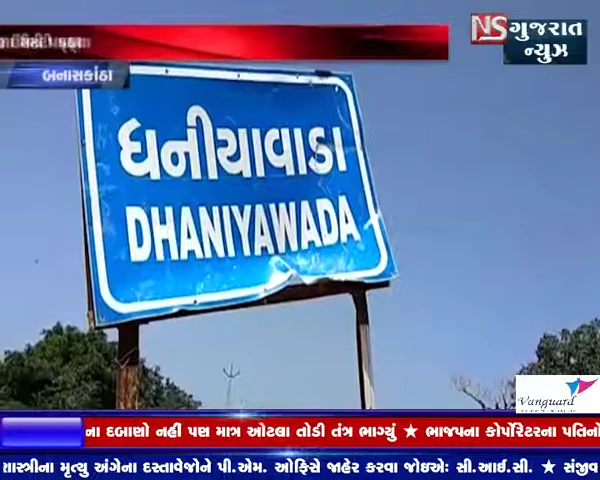 NS ગુજરાત
ન્યુઝ
બનાસકાંઠા
ધનીયાવાડા
DHANIYAWADA
Vanguard
ના દબાણો નહીં પણ માત્ર ઓટલા તોડી તંત્ર ભાગ્યું ★ ભાજપના કોર્પોરેટરના પતિનો
શાસ્ત્રીના મૃત્યુ અંગેના દસ્તાવેજોને પી.એમ. ઓફિસે જાહેર કરવા જોઇએઃ સી.આઈ.સી. ★ સંજીવ